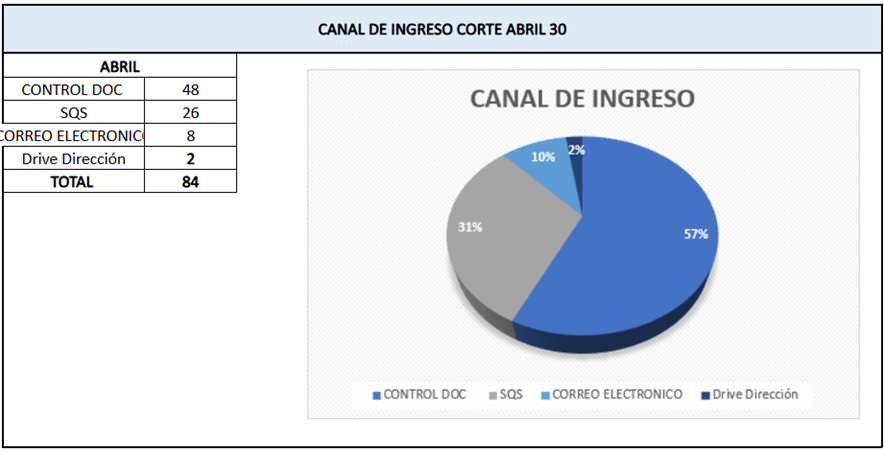 CANAL DE INGRESO CORTE ABRIL 30
ABRIL
CONTROL DOC 48
SQS 26
CORREO ELECTRONIC 8
Drive Dirección 2
TOTAL 84
CANAL DE INGRESO
10% 2%
31%
57%
CONTROL DOC SQS CORREO ELECTRONICO Drive Dirección